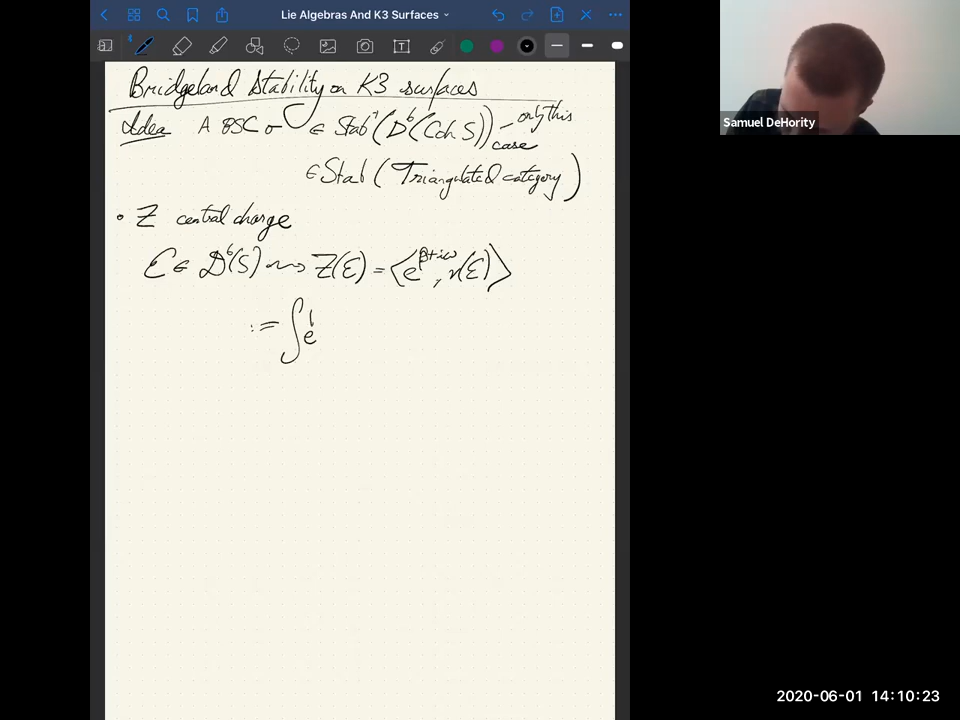 Lie Algebras And K3 Surfaces
Bridgeland Stability on K3 surfaces
Idea A BSC σ ∈ Stab†(D^b(Coh S)) – only this case
∈ Stab (Triangulated category)
• Z central charge
E ∈ D^b(S) ⇝ Z(E) = ⟨e^{β+iω}, v(E)⟩
:= ∫ e
Samuel DeHority
2020-06-01 14:10:23